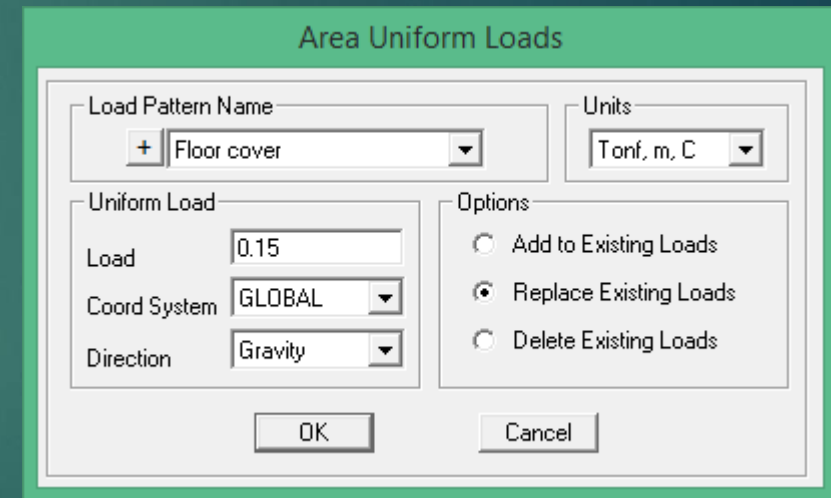 Area Uniform Loads
Load Pattern Name
+ Floor cover
Units
Tonf, m, C
Uniform Load
Load 0.15
Coord System GLOBAL
Direction Gravity
Options
Add to Existing Loads
Replace Existing Loads
Delete Existing Loads
OK
Cancel